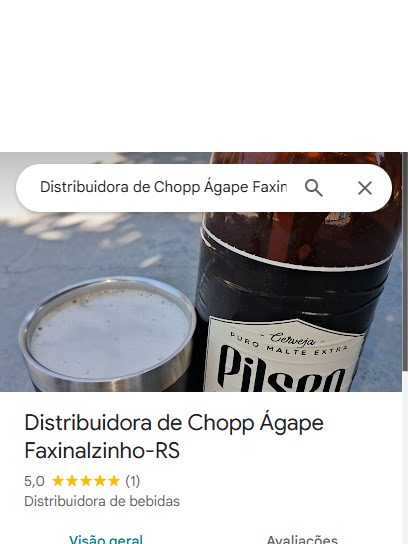 Distribuidora de Chopp Ágape Faxin
Cerveja
PURO MALTE EXTRA
Pilsen
Distribuidora de Chopp Ágape
Faxinalzinho-RS
5,0 ★★★★★ (1)
Distribuidora de bebidas
Visão geral Avaliações